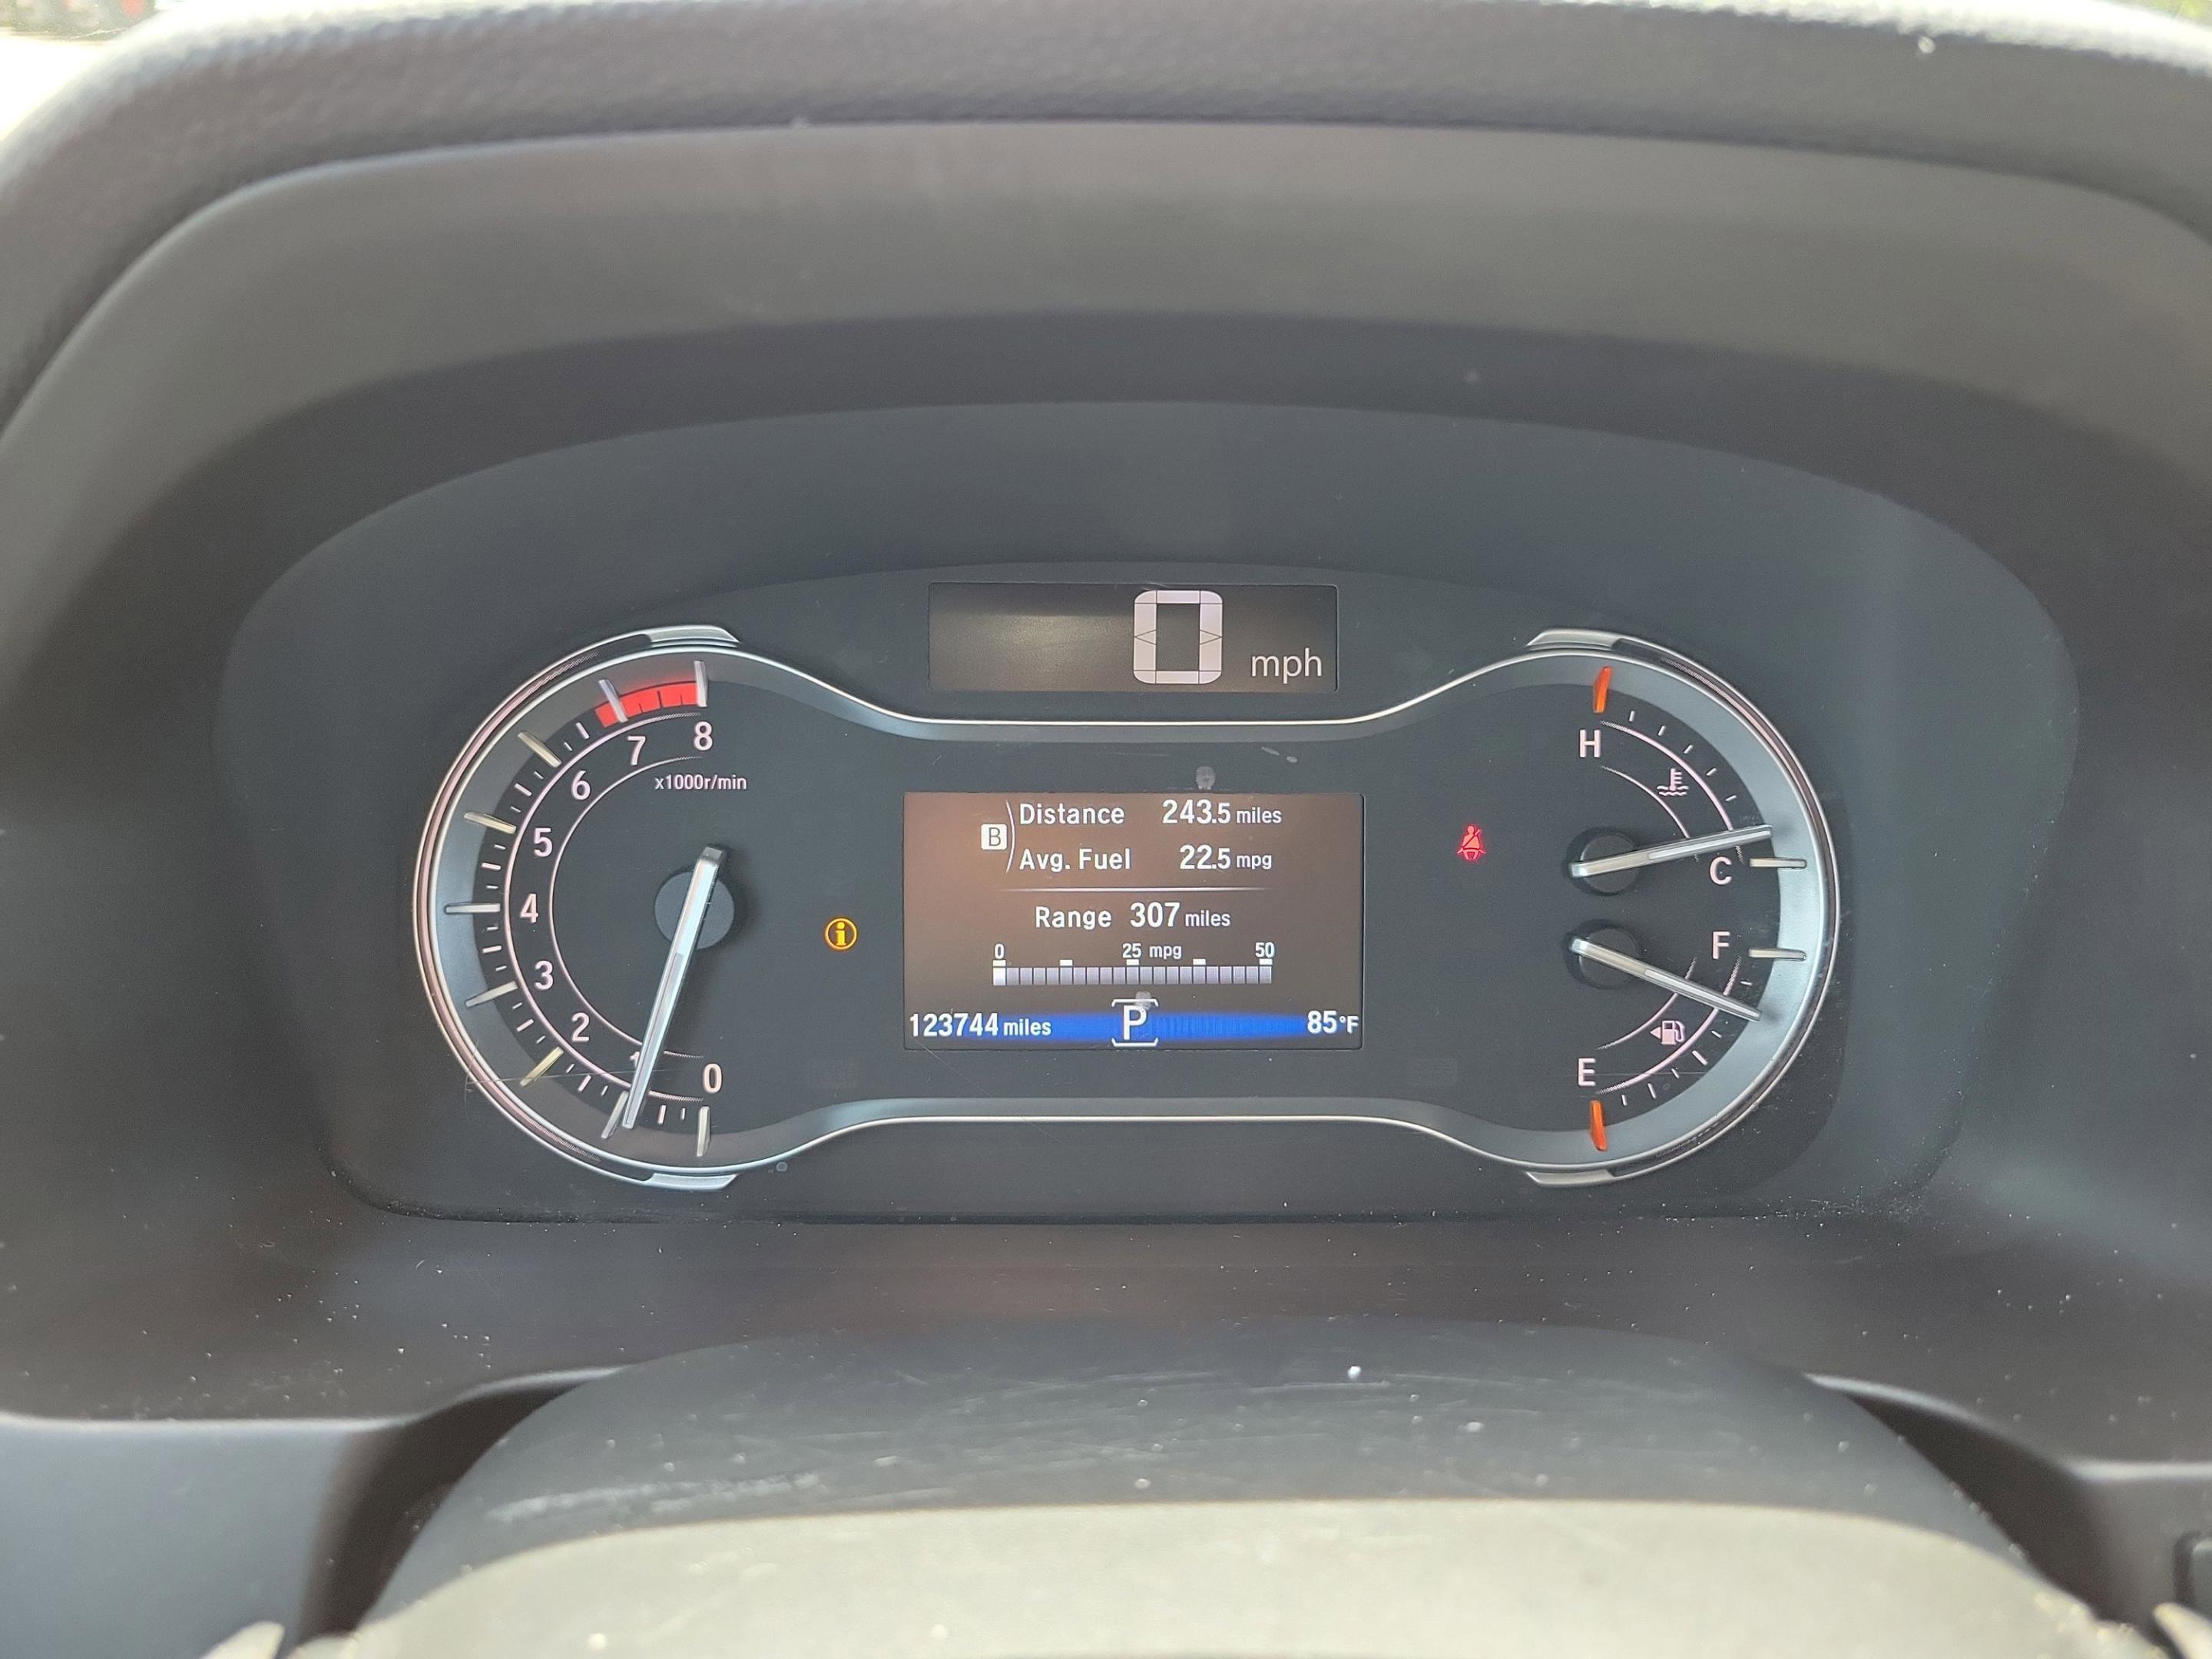 0 mph
8
7
x1000r/min
6
5
4
3
2
1
0
B
Distance 243.5 miles
Avg. Fuel 22.5 mpg
Range 307 miles
0 25 mpg 50
123744 miles P 85°F
i
H
C
F
E